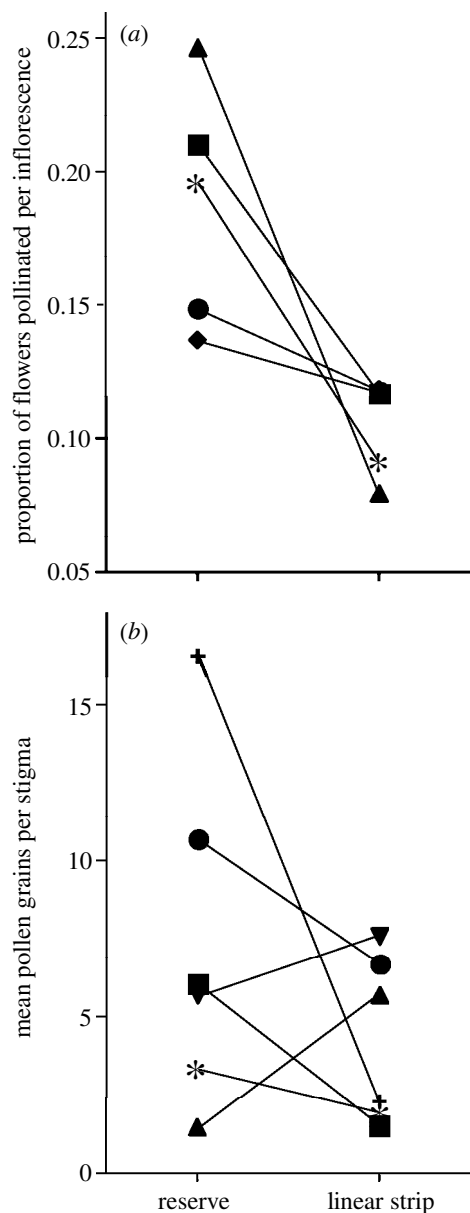 (a)
proportion of flowers pollinated per inflorescence
0.25
0.20
0.15
0.10
0.05
(b)
mean pollen grains per stigma
15
10
5
0
reserve
linear strip